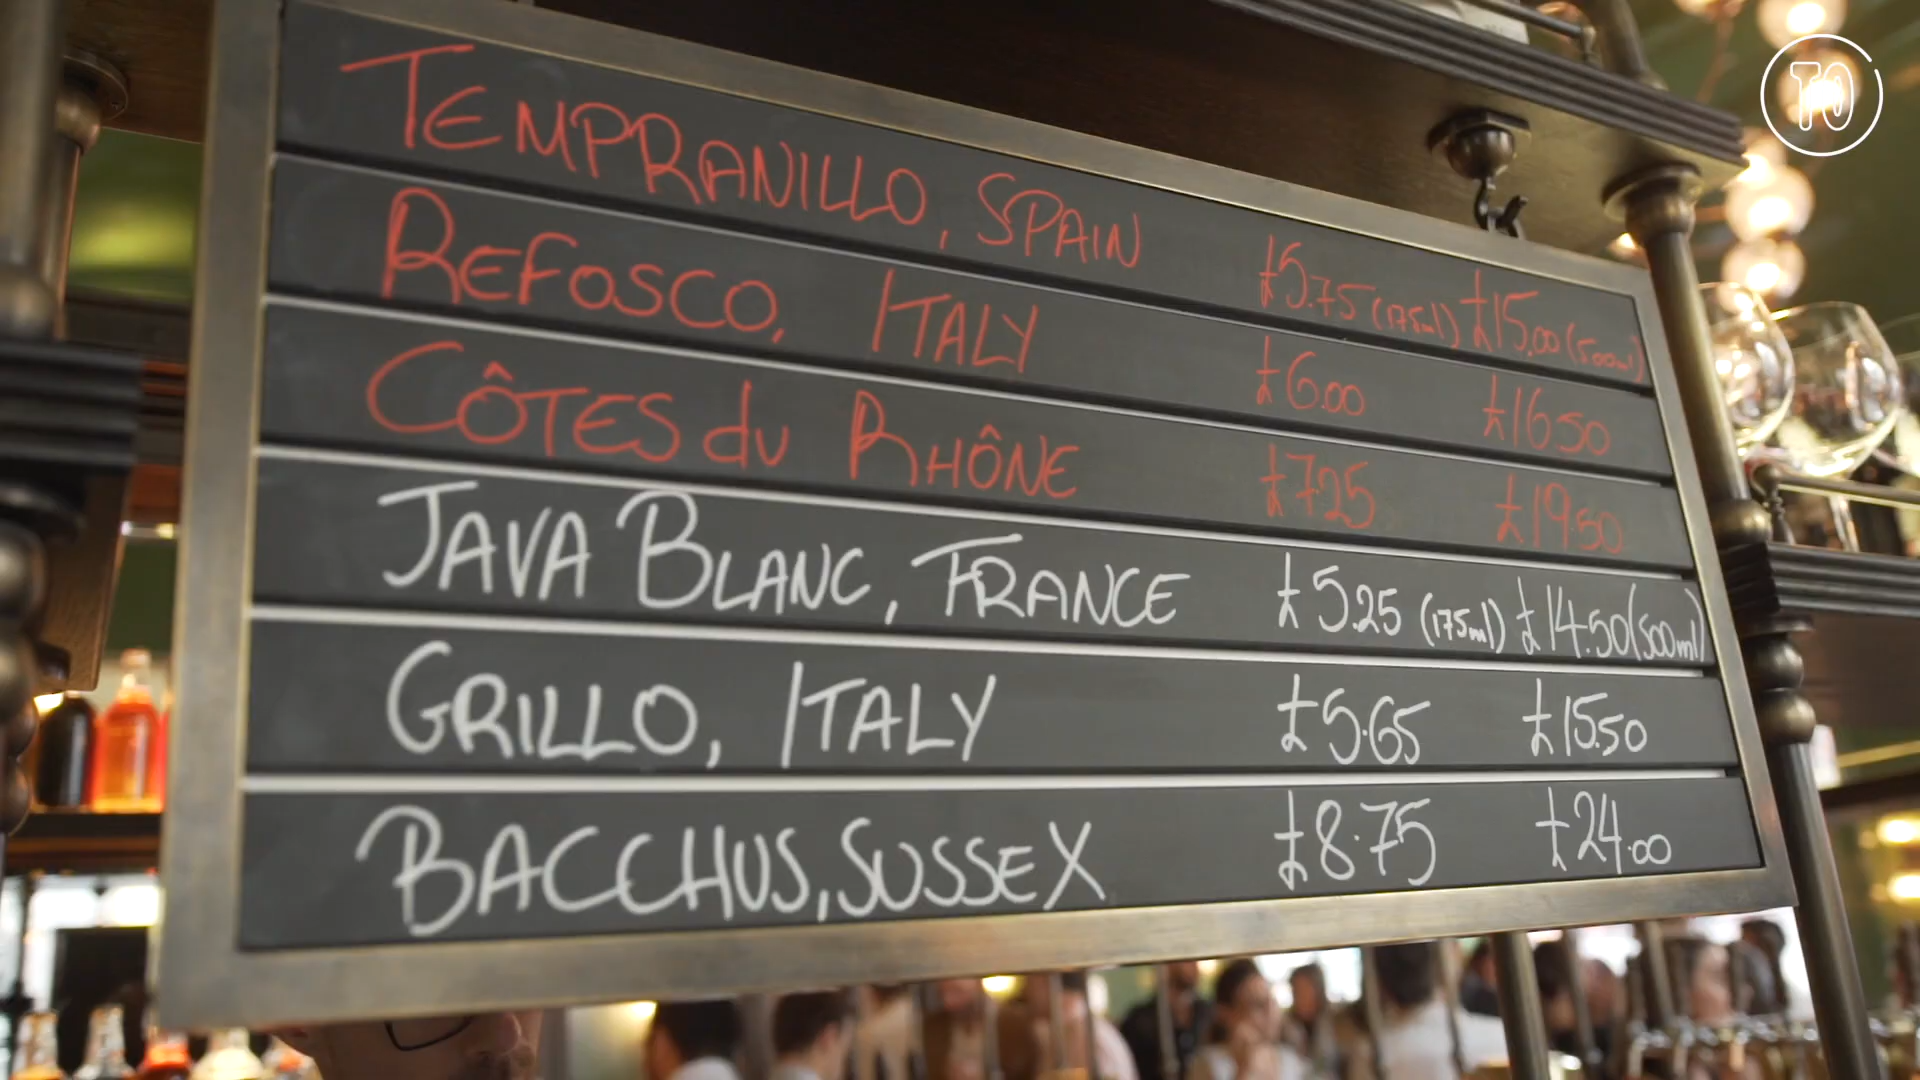 TEMPRANILLO, SPAIN £5.75 (175ml) £15.00 (500ml)
REFOSCO, ITALY £6.00 £16.50
CÔTES du RHÔNE £7.25 £19.50
JAVA BLANC, FRANCE £5.25 (175ml) £14.50 (500ml)
GRILLO, ITALY £5.65 £15.50
BACCHUS, SUSSEX £8.75 £24.00
TO